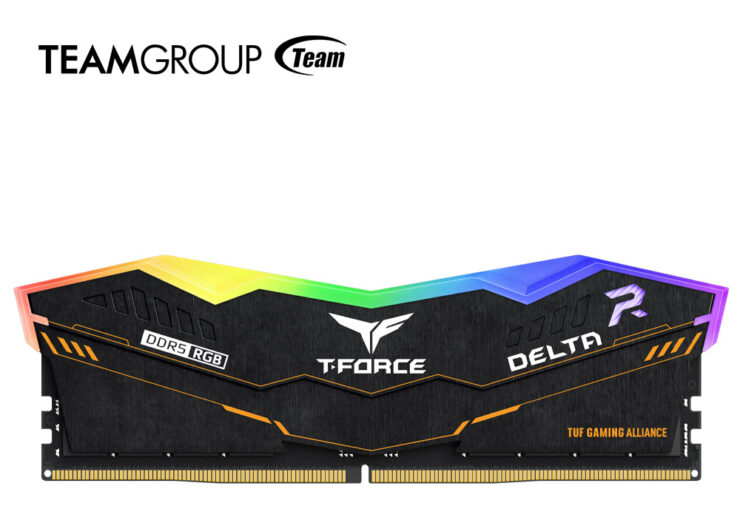 TEAMGROUP Team
DDR5 RGB
T-FORCE
DELTA R
TUF GAMING ALLIANCE